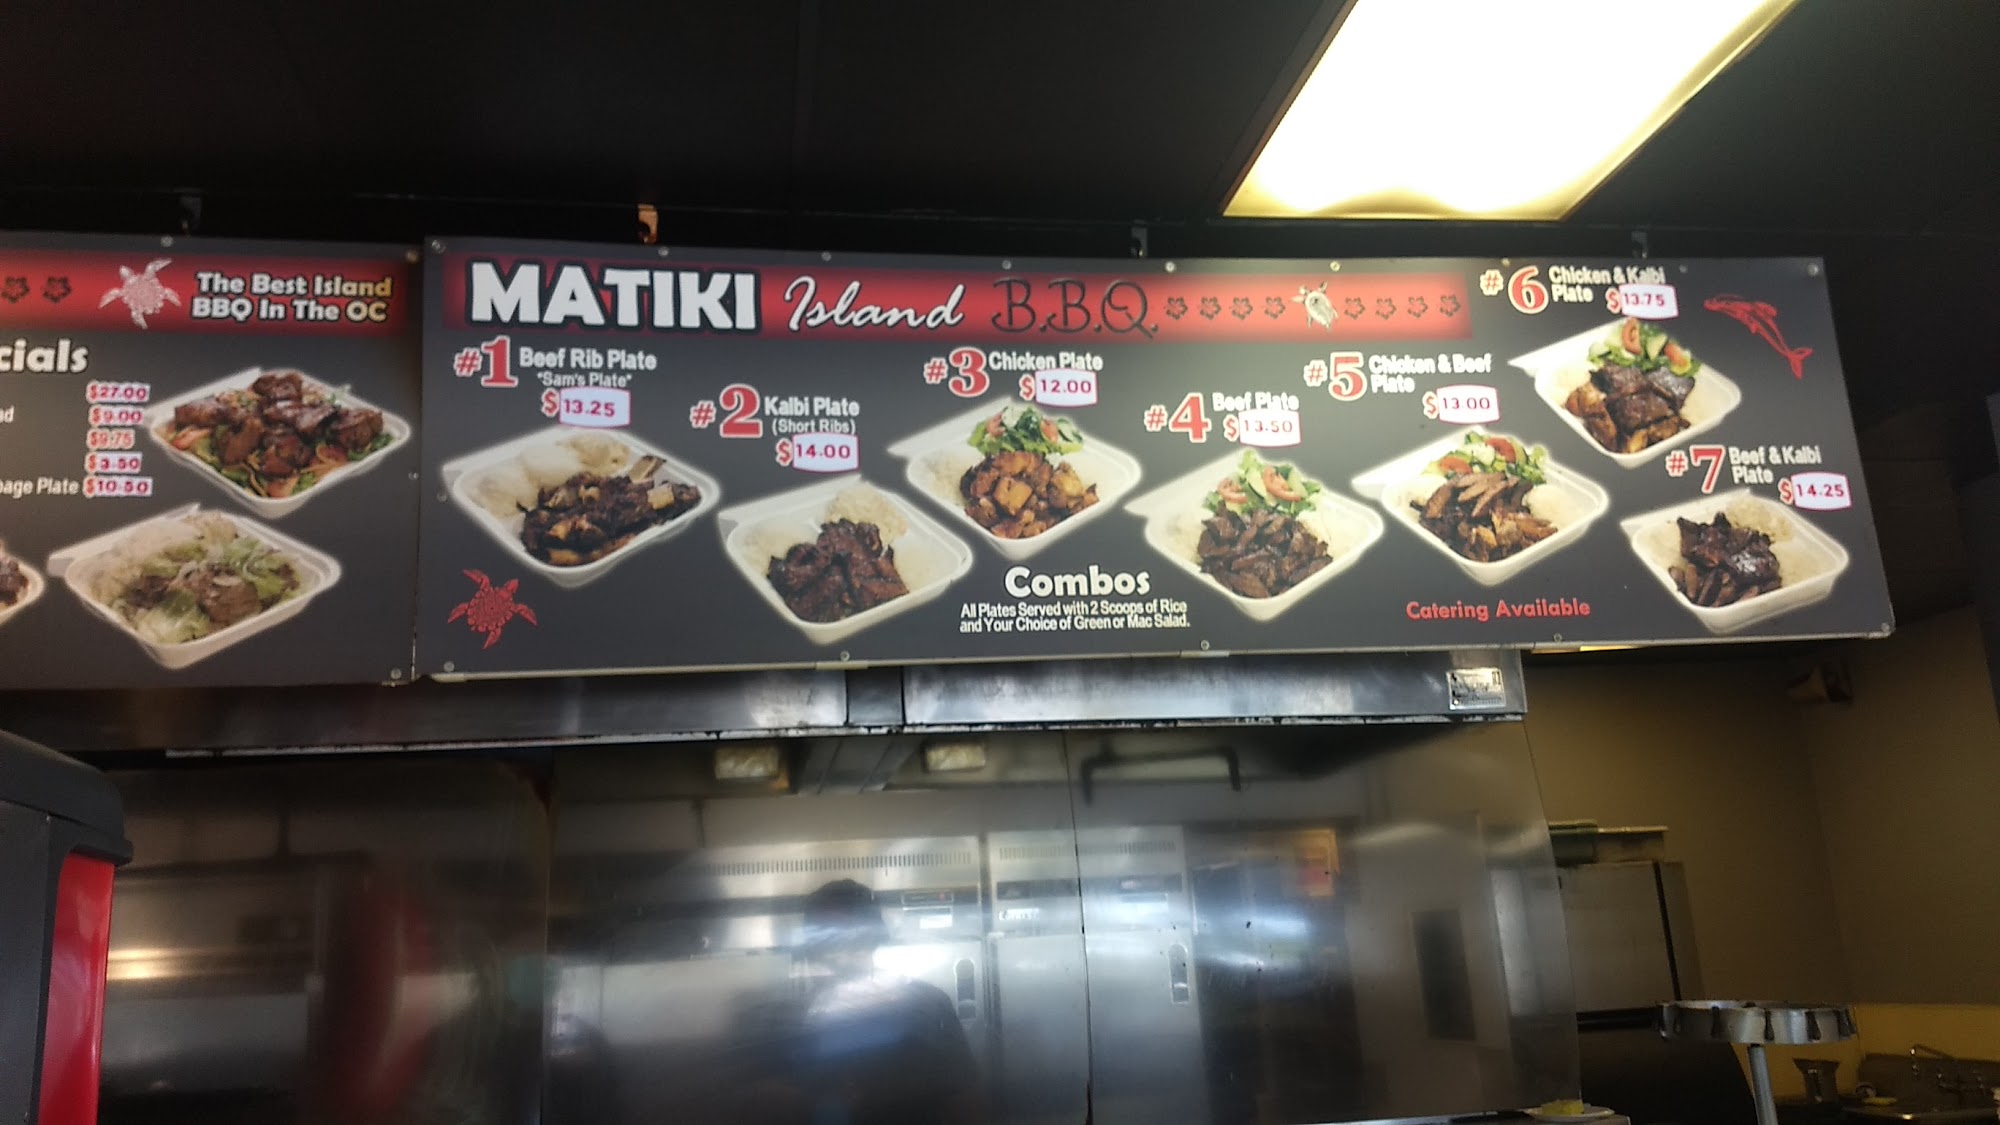 The Best Island
BBQ In The OC
cials
$27.00
$9.00
$9.75
$3.50
bage Plate $10.50
MATIKI Island B.B.Q.
#1 Beef Rib Plate
"Sam's Plate"
$13.25
#2 Kalbi Plate
(Short Ribs)
$14.00
#3 Chicken Plate
$12.00
#4 Beef Plate
$13.50
#5 Chicken & Beef
Plate
$13.00
#6 Chicken & Kalbi
Plate $13.75
#7 Beef & Kalbi
Plate
$14.25
Combos
All Plates Served with 2 Scoops of Rice
and Your Choice of Green or Mac Salad.
Catering Available